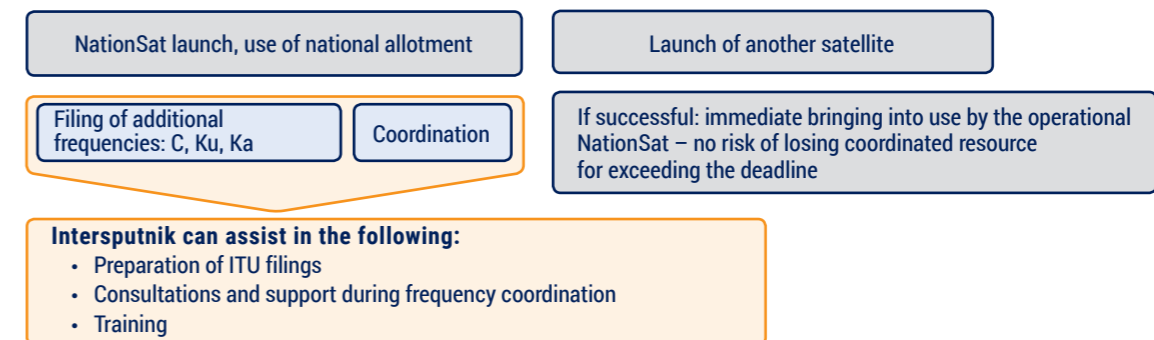 NationSat launch, use of national allotment
Launch of another satellite
Filing of additional
frequencies: C, Ku, Ka
Coordination
If successful: immediate bringing into use by the operational
NationSat – no risk of losing coordinated resource
for exceeding the deadline
Intersputnik can assist in the following:
• Preparation of ITU filings
• Consultations and support during frequency coordination
• Training